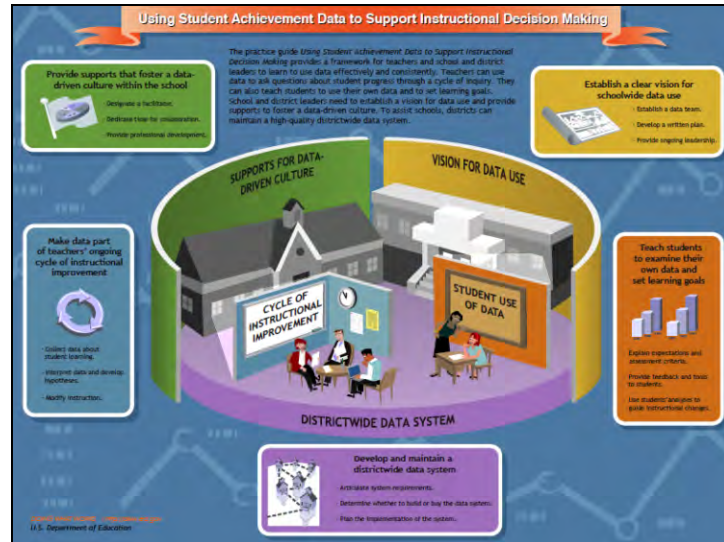 Using Student Achievement Data to Support Instructional Decision Making
The practice guide Using Student Achievement Data to Support Instructional
Decision Making provides a framework for teachers and school and district
leaders to learn to use data effectively and consistently. Teachers can use
data to ask questions about student progress through a cycle of inquiry. They
can also teach students to use their own data and to set learning goals.
School and district leaders need to establish a vision for data use and provide
supports to foster a data-driven culture. To assist schools, districts can
maintain a high-quality districtwide data system.
Provide supports that foster a data-
driven culture within the school
- Designate a facilitator.
- Dedicate time for collaboration.
- Provide professional development.
Establish a clear vision for
schoolwide data use
- Establish a data team.
- Develop a written plan.
- Provide ongoing leadership.
SUPPORTS FOR DATA-
DRIVEN CULTURE
VISION FOR DATA USE
Make data part
of teachers' ongoing
cycle of instructional
improvement
- Collect data about
student learning.
- Interpret data and develop
hypotheses.
- Modify instruction.
CYCLE OF
INSTRUCTIONAL
IMPROVEMENT
STUDENT USE
OF DATA
Teach students
to examine their
own data and
set learning goals
- Explain expectations and
assessment criteria.
- Provide feedback and tools
to students.
- Use students' analyses to
guide instructional changes.
DISTRICTWIDE DATA SYSTEM
Develop and maintain a
districtwide data system
- Articulate system requirements.
- Determine whether to build or buy the data system.
- Plan the implementation of the system.
U.S. Department of Education